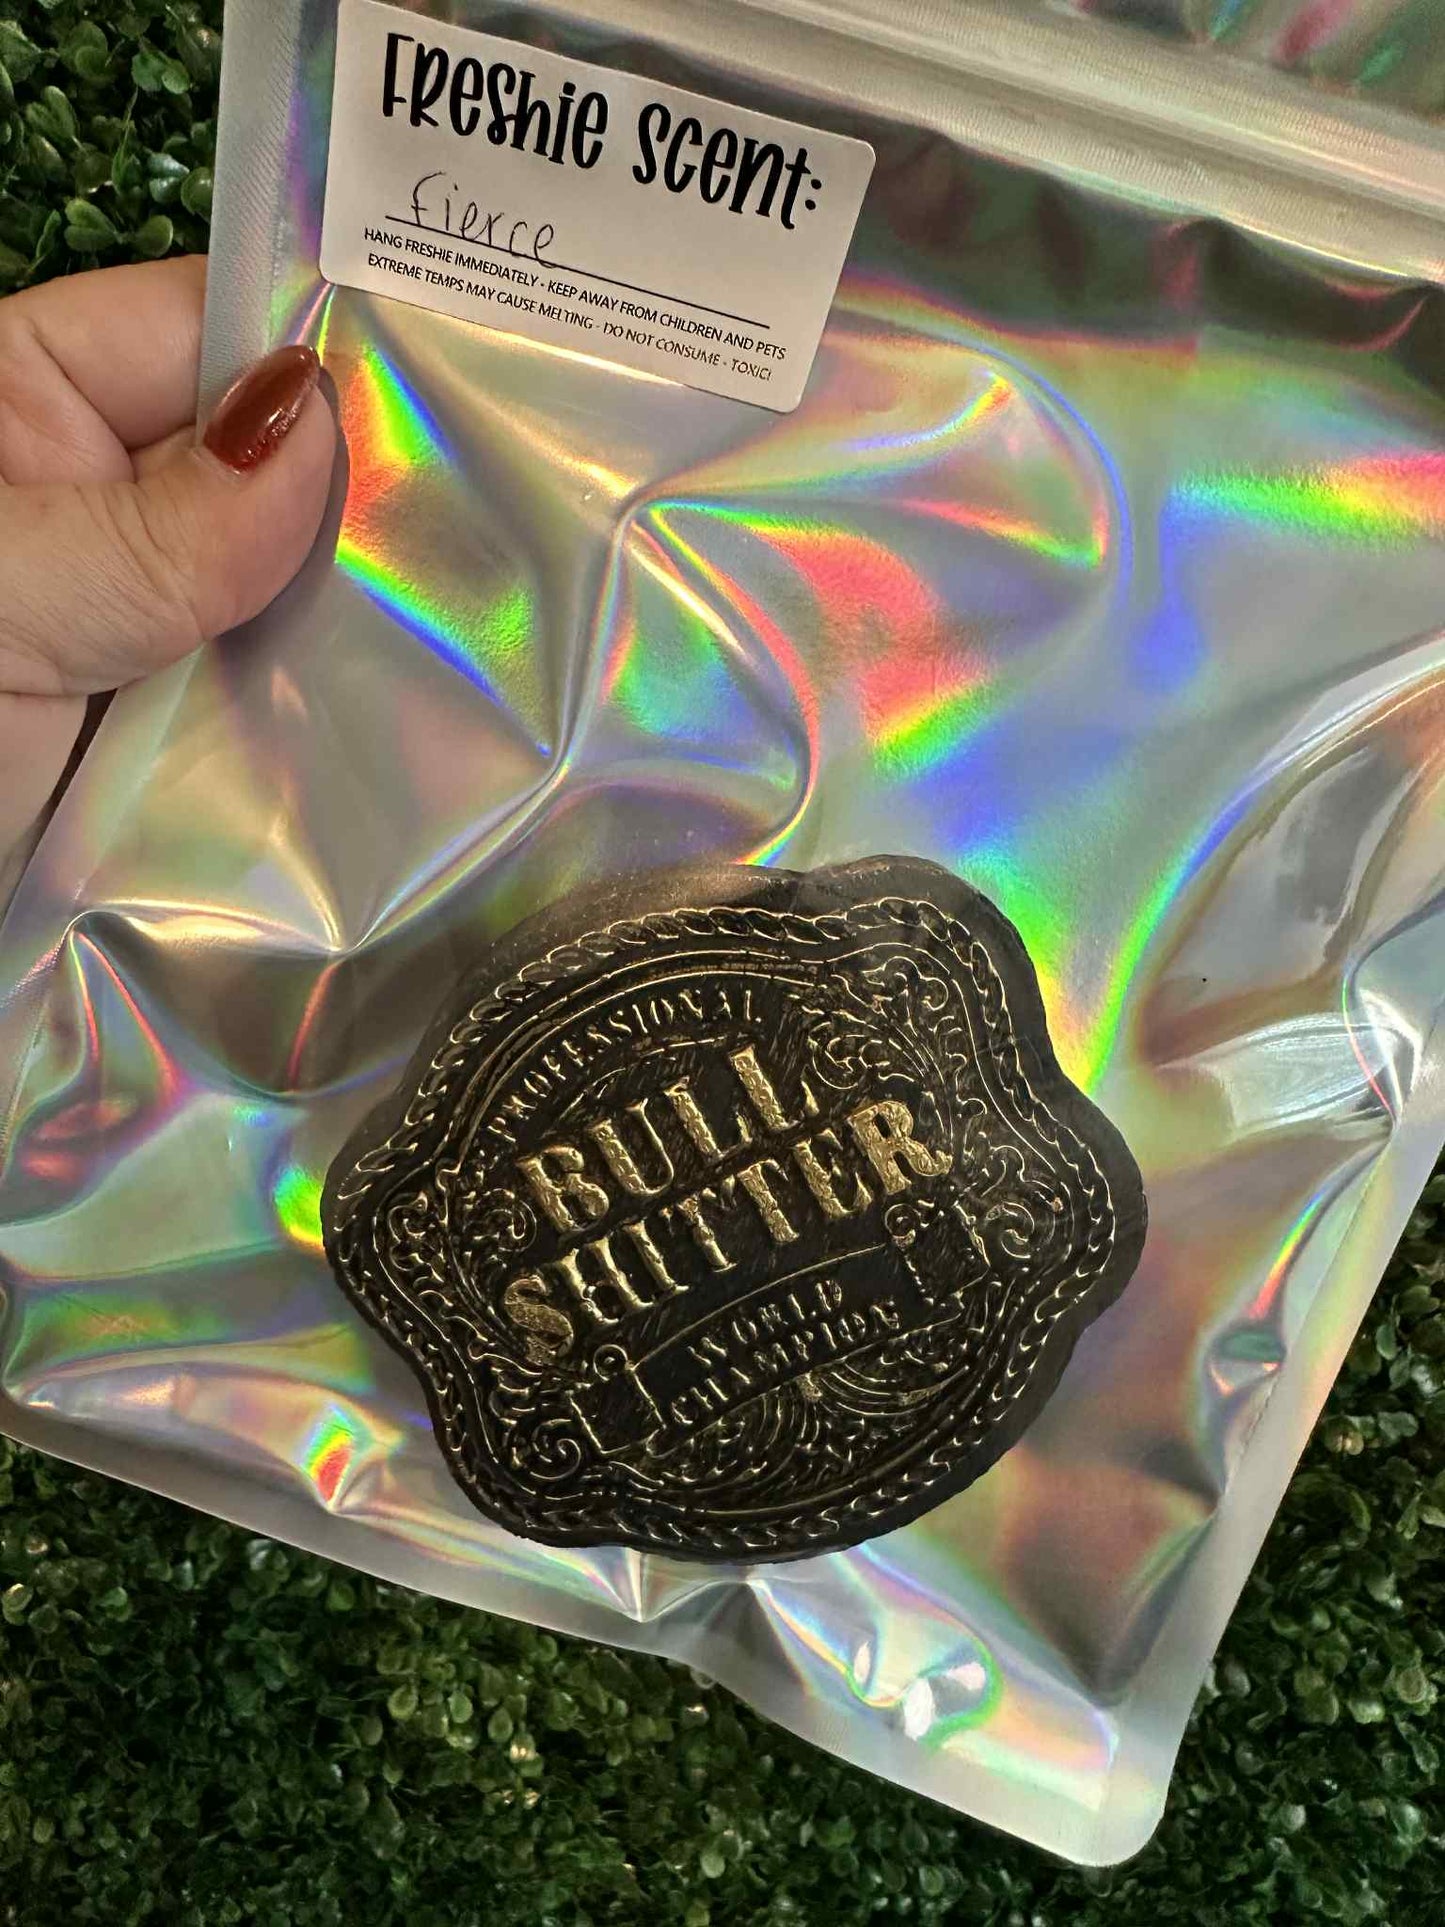 Freshie Scent:
fierce
HANG FRESHIE IMMEDIATELY - KEEP AWAY FROM CHILDREN AND PETS
EXTREME TEMPS MAY CAUSE MELTING - DO NOT CONSUME - TOXIC!
PROFESSIONAL
BULL
SHITTER
WORLD
CHAMPION